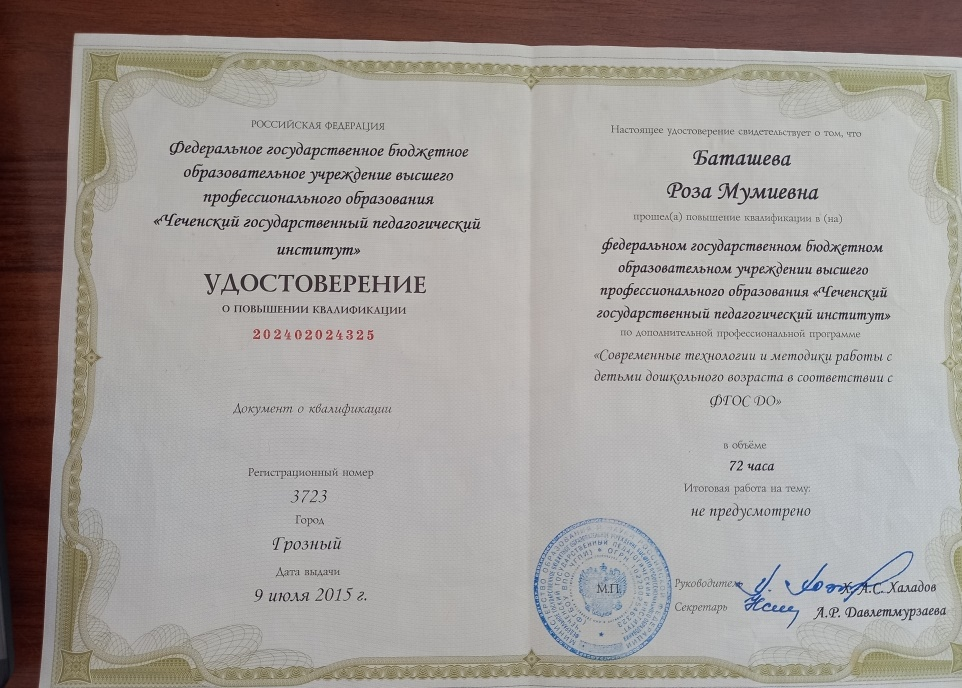 РОССИЙСКАЯ ФЕДЕРАЦИЯ
Федеральное государственное бюджетное
образовательное учреждение высшего
профессионального образования
«Чеченский государственный педагогический
институт»
УДОСТОВЕРЕНИЕ
О ПОВЫШЕНИИ КВАЛИФИКАЦИИ
202402024325
Документ о квалификации
Регистрационный номер
3723
Город
Грозный
Дата выдачи
9 июля 2015 г.
Настоящее удостоверение свидетельствует о том, что
Баташева
Роза Мумиевна
прошел(а) повышение квалификации в (на)
федеральном государственном бюджетном
образовательном учреждении высшего
профессионального образования «Чеченский
государственный педагогический институт»
по дополнительной профессиональной программе
«Современные технологии и методики работы с
детьми дошкольного возраста в соответствии с
ФГОС ДО»
в объёме
72 часа
Итоговая работа на тему:
не предусмотрено
М.П.
Руководитель Х-А.С. Халадов
Секретарь А.Р. Давлетмурзаева